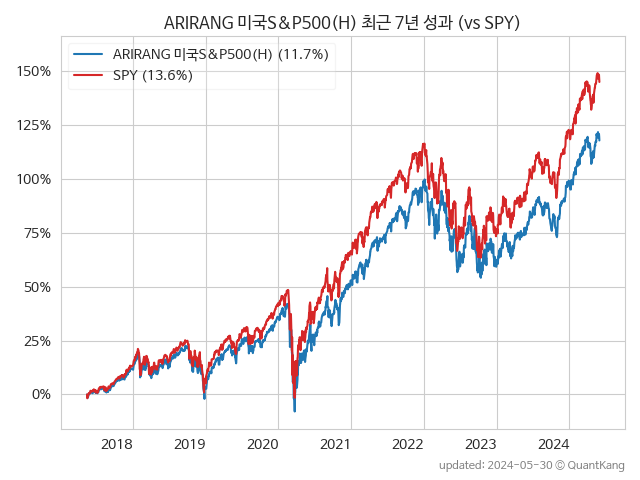 ARIRANG 미국S&P500(H) 최근 7년 성과 (vs SPY)
ARIRANG 미국S&P500(H) (11.7%)
SPY (13.6%)
150%
125%
100%
75%
50%
25%
0%
2018 2019 2020 2021 2022 2023 2024
updated: 2024-05-30 © QuantKang